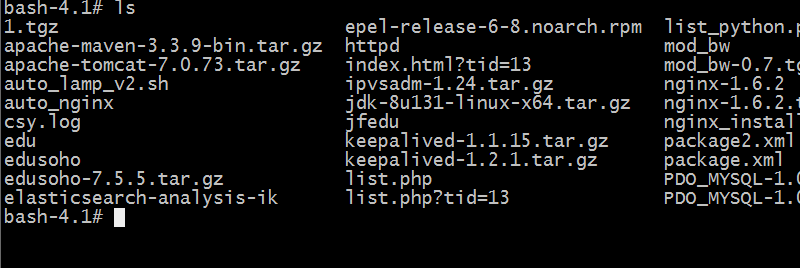 bash-4.1# ls
1.tgz epel-release-6-8.noarch.rpm list_python.p
apache-maven-3.3.9-bin.tar.gz httpd mod_bw
apache-tomcat-7.0.73.tar.gz index.html?tid=13 mod_bw-0.7.tg
auto_lamp_v2.sh ipvsadm-1.24.tar.gz nginx-1.6.2
auto_nginx jdk-8u131-linux-x64.tar.gz nginx-1.6.2.t
csy.log jfedu nginx_install
edu keepalived-1.1.15.tar.gz package2.xml
edusoho keepalived-1.2.1.tar.gz package.xml
edusoho-7.5.5.tar.gz list.php PDO_MYSQL-1.0
elasticsearch-analysis-ik list.php?tid=13 PDO_MYSQL-1.0
bash-4.1#